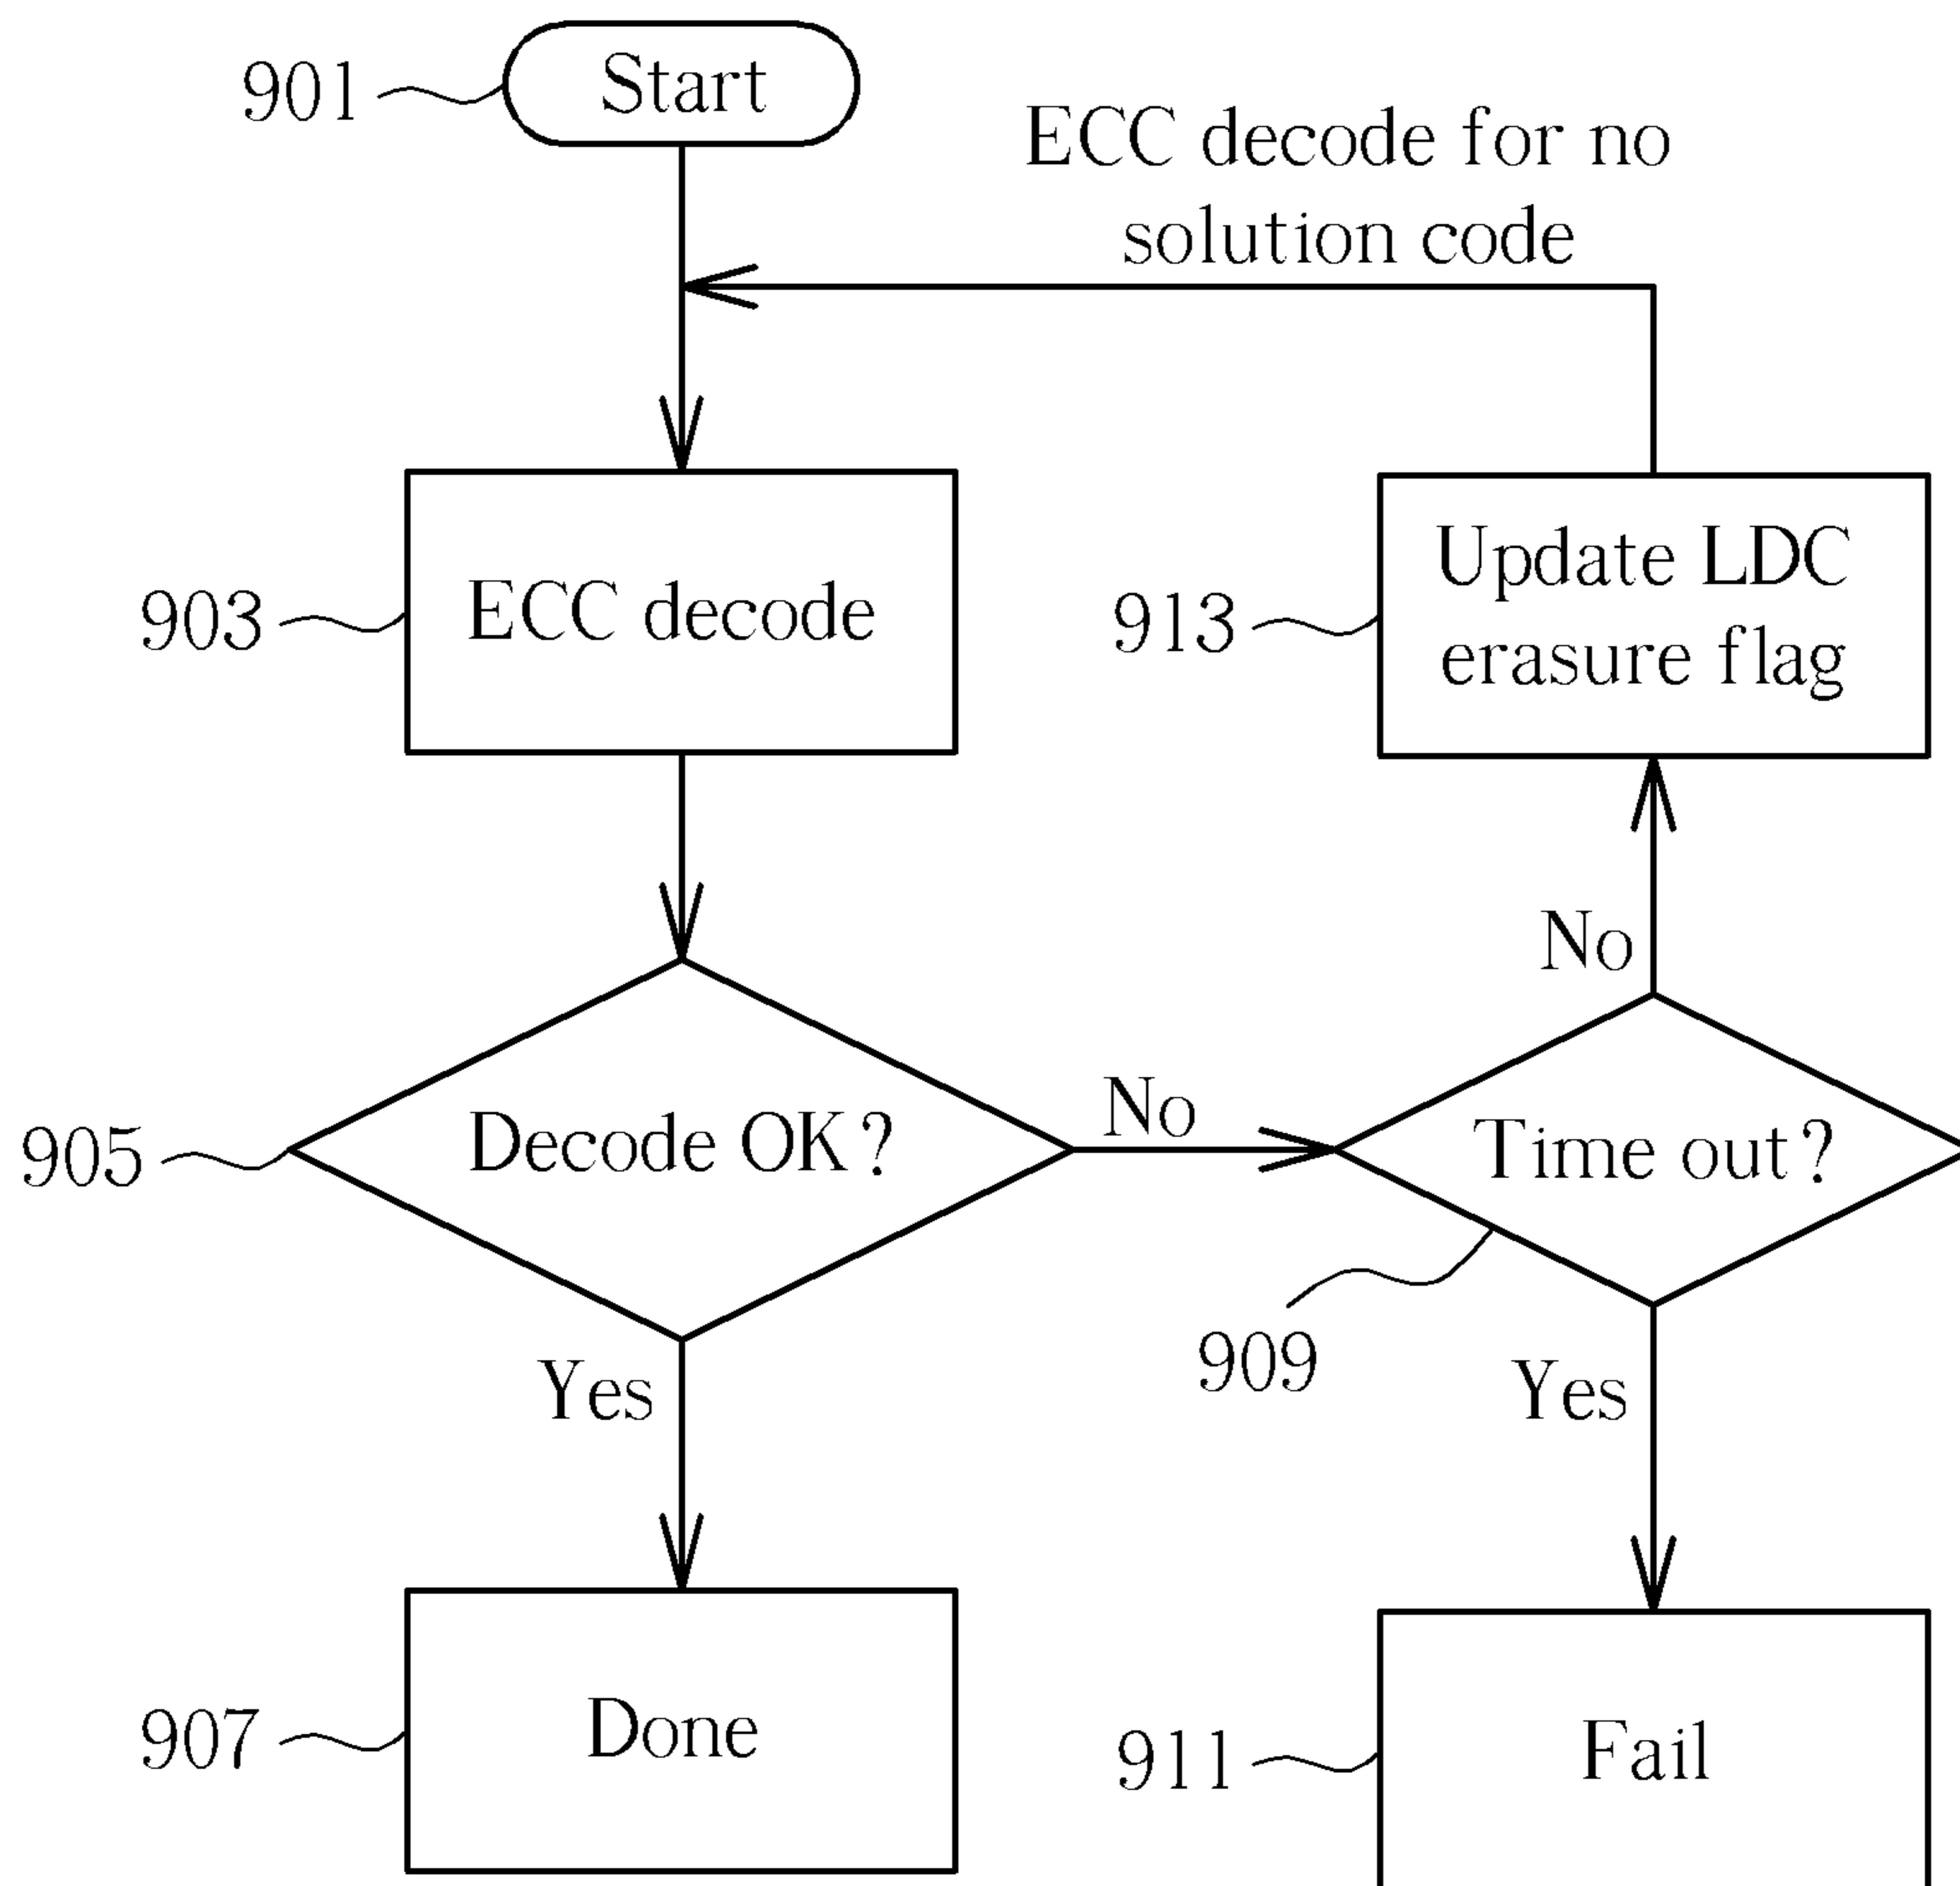 901
Start
ECC decode for no
solution code
903
ECC decode
913
Update LDC
erasure flag
No
905
Decode OK?
No
Time out?
909
Yes
Yes
907
Done
911
Fail